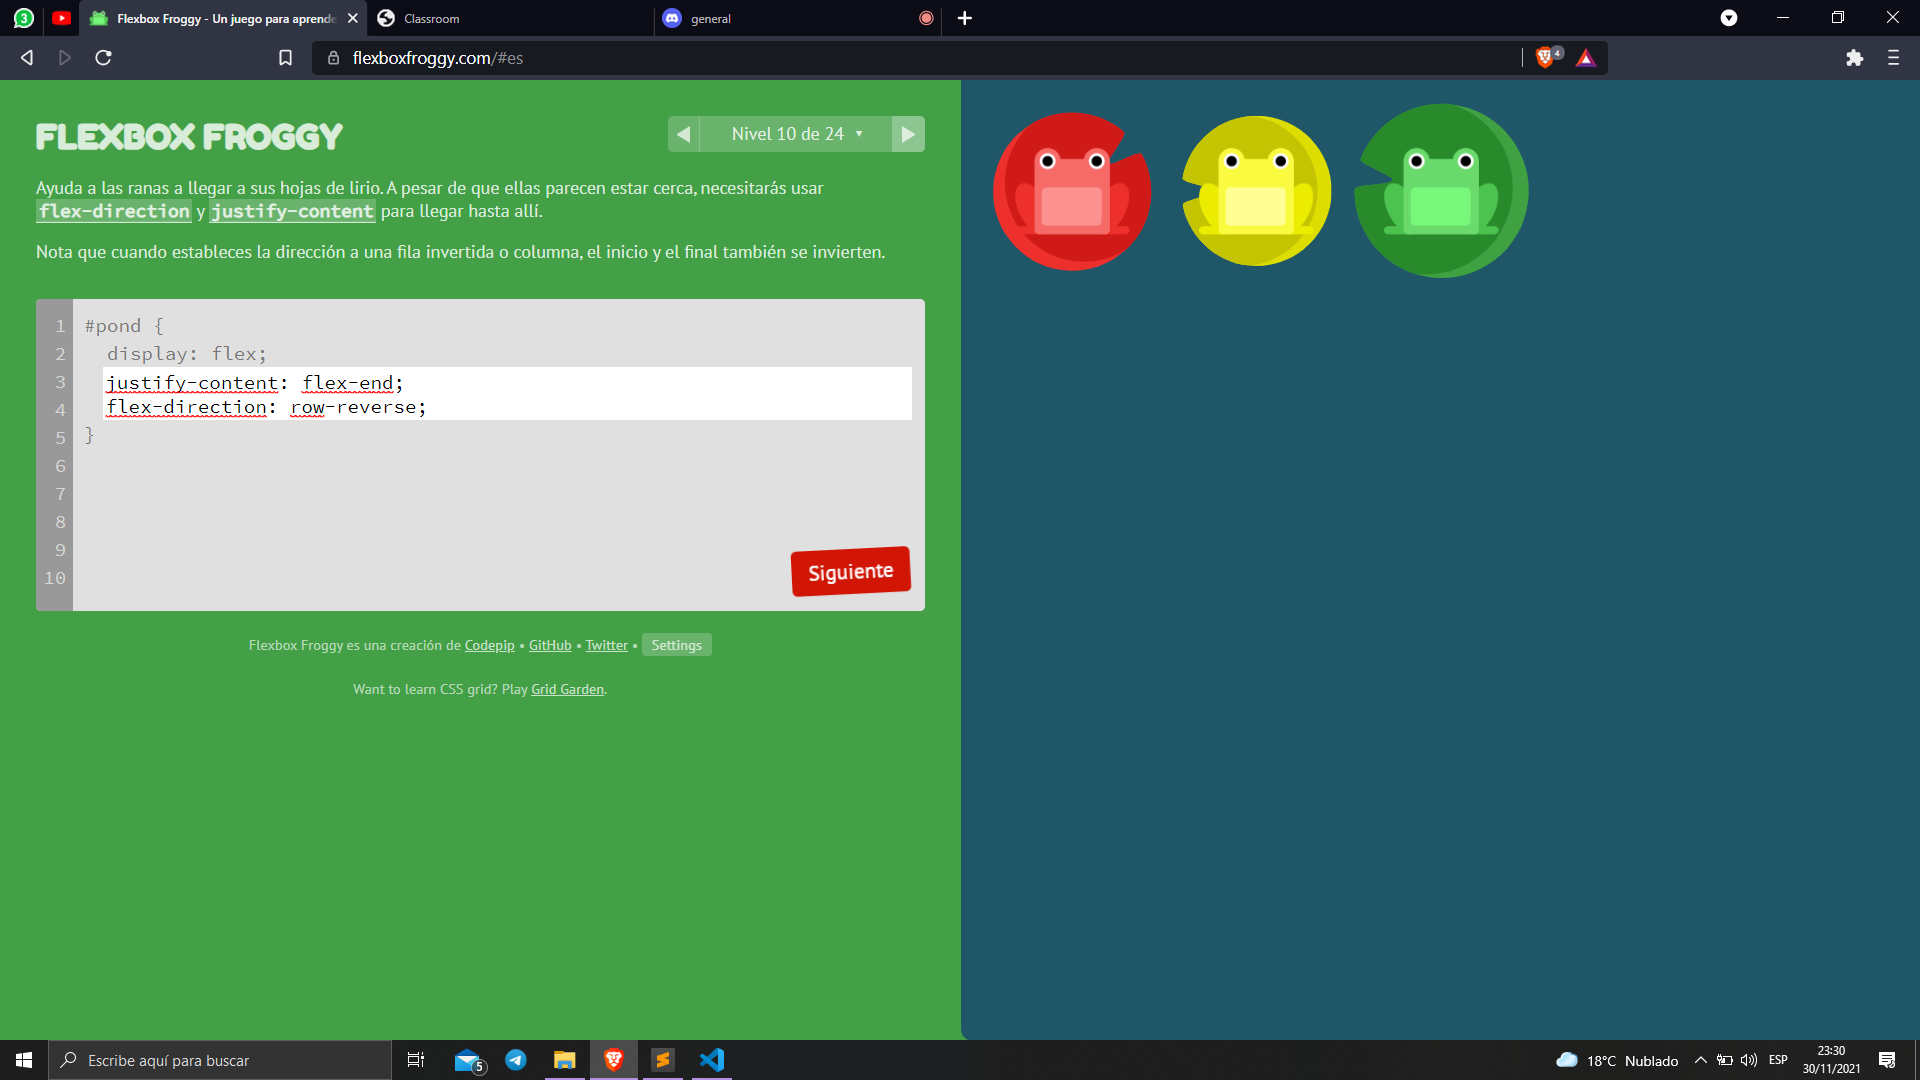 3
Flexbox Froggy - Un juego para aprende
Classroom
general
flexboxfroggy.com/#es
4
FLEXBOX FROGGY
Nivel 10 de 24
Ayuda a las ranas a llegar a sus hojas de lirio. A pesar de que ellas parecen estar cerca, necesitarás usar
flex-direction y justify-content para llegar hasta allí.
Nota que cuando estableces la dirección a una fila invertida o columna, el inicio y el final también se invierten.
1 #pond {
2 display: flex;
3 justify-content: flex-end;
4 flex-direction: row-reverse;
5 }
6
7
8
9
10
Siguiente
Flexbox Froggy es una creación de Codepip • GitHub • Twitter • Settings
Want to learn CSS grid? Play Grid Garden.
Escribe aquí para buscar
5
18°C Nublado
ESP
23:30
30/11/2021